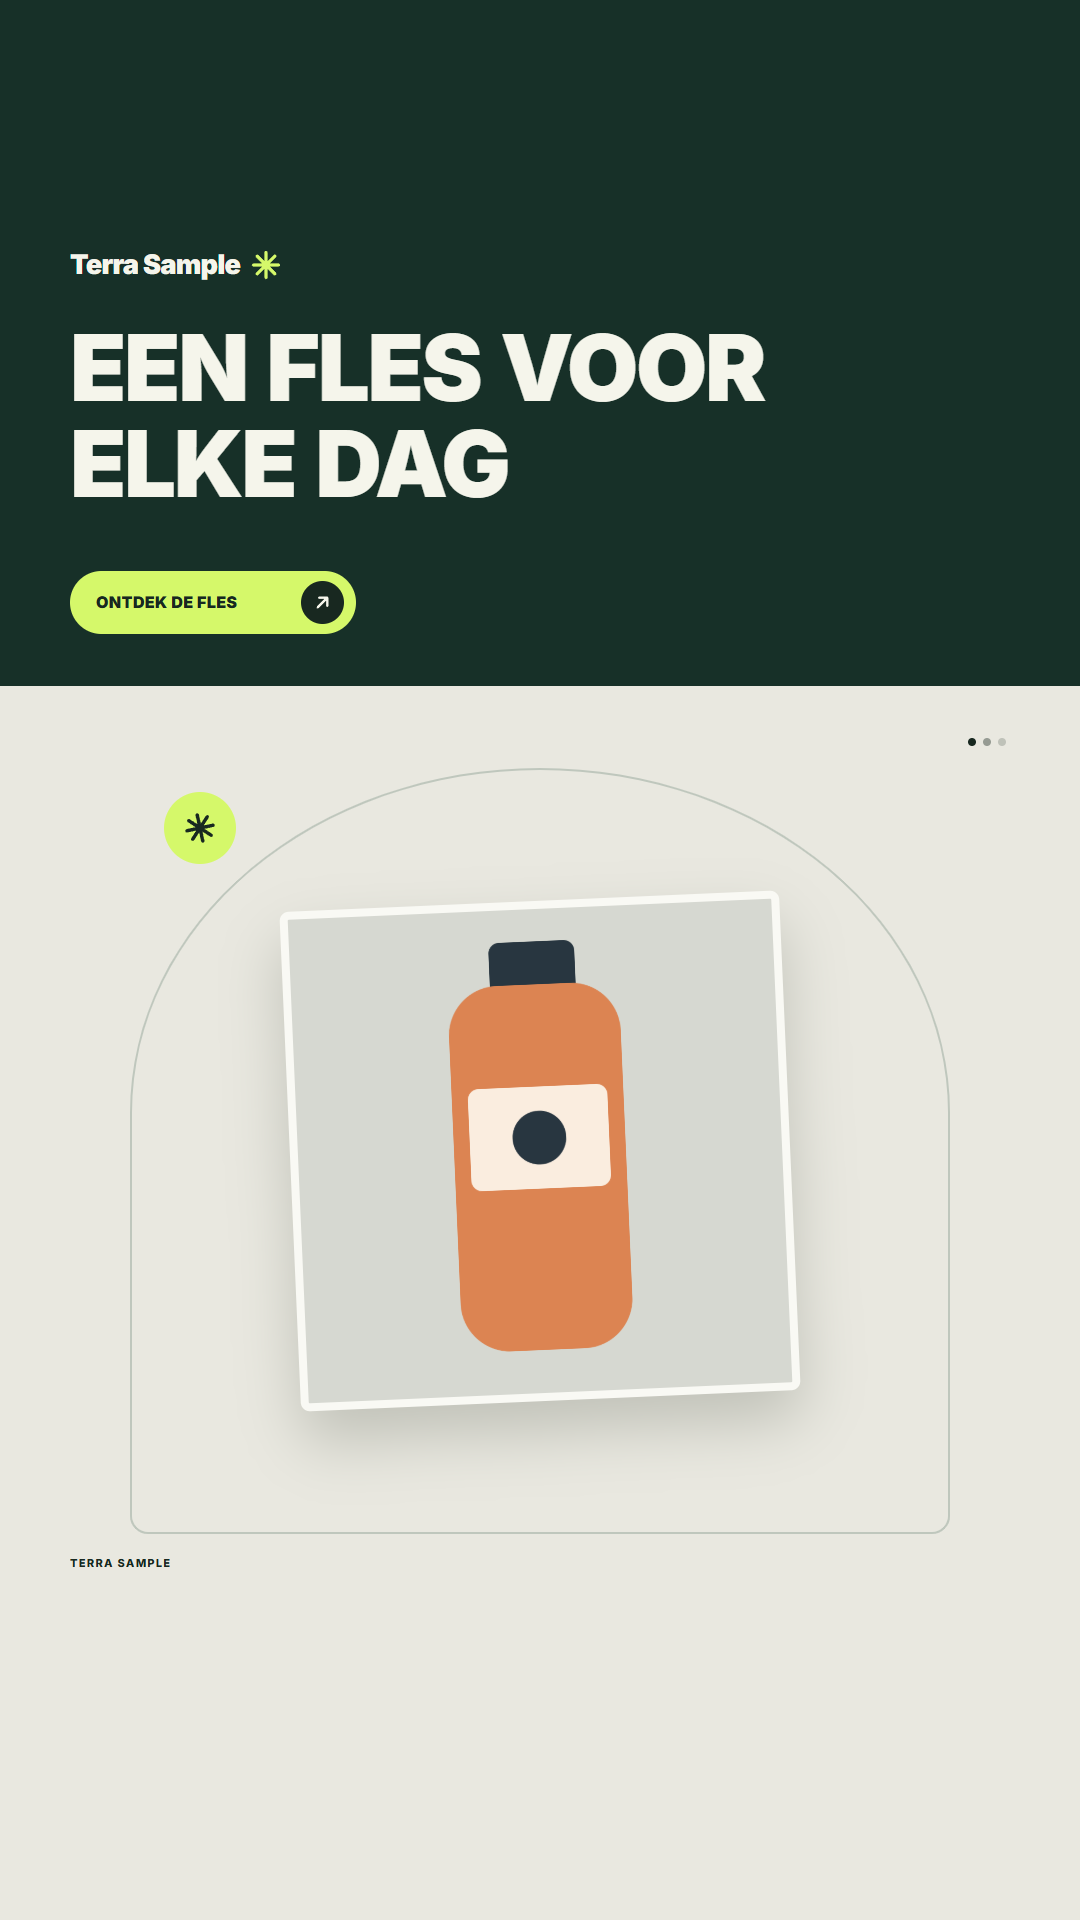 Terra Sample
EEN FLES VOOR
ELKE DAG
ONTDEK DE FLES
TERRA SAMPLE